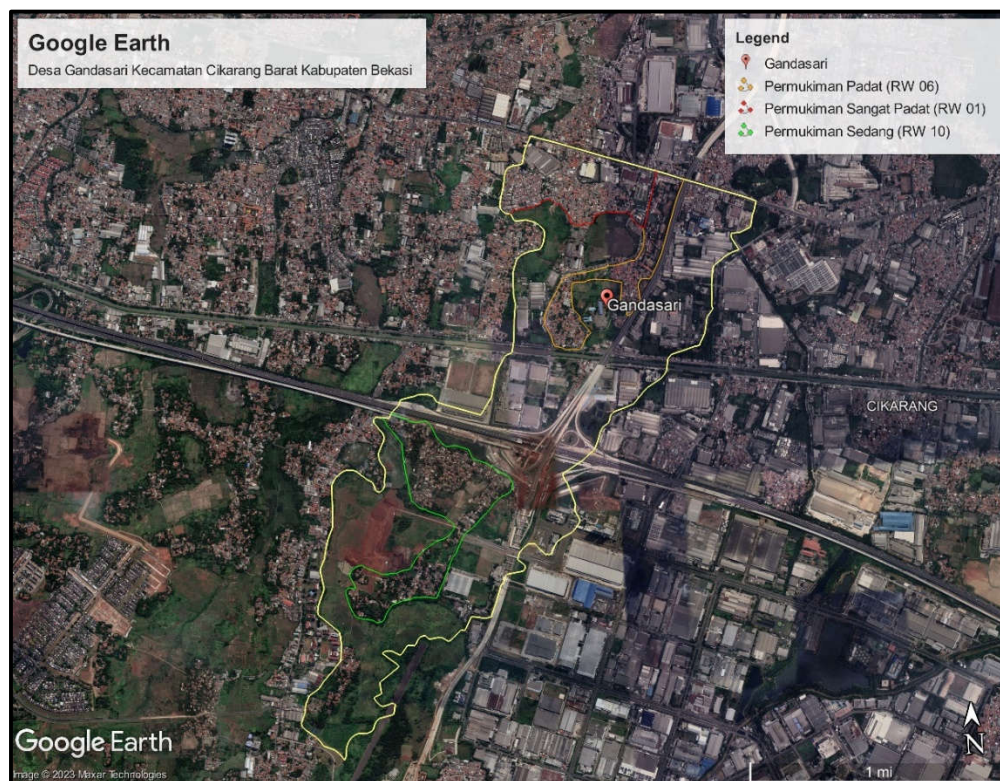 Google Earth
Desa Gandasari Kecamatan Cikarang Barat Kabupaten Bekasi
Legend
Gandasari
Permukiman Padat (RW 06)
Permukiman Sangat Padat (RW 01)
Permukiman Sedang (RW 10)
Gandasari
CIKARANG
Google Earth
Image © 2023 Maxar Technologies
N
1 mi